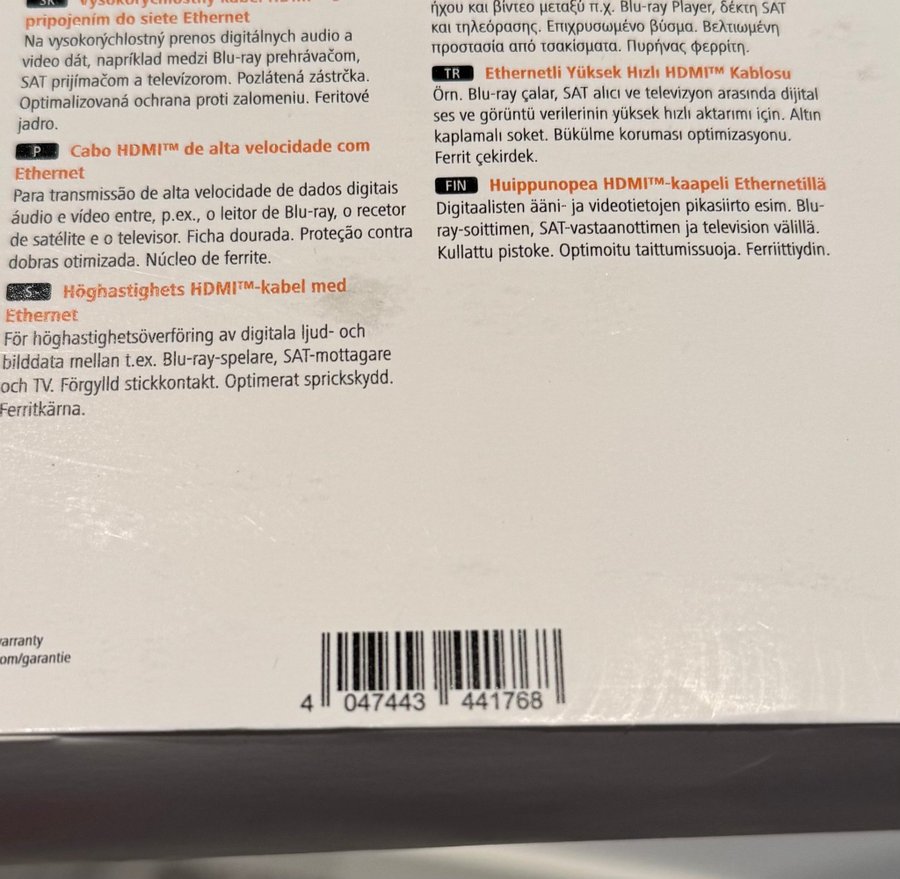 SK Vysokorýchlostný kábel HDMI™ s
pripojením do siete Ethernet
Na vysokorýchlostný prenos digitálnych audio a
video dát, napríklad medzi Blu-ray prehrávačom,
SAT prijímačom a televízorom. Pozlátená zástrčka.
Optimalizovaná ochrana proti zalomeniu. Feritové
jadro.
P Cabo HDMI™ de alta velocidade com
Ethernet
Para transmissão de alta velocidade de dados digitais
áudio e vídeo entre, p.ex., o leitor de Blu-ray, o recetor
de satélite e o televisor. Ficha dourada. Proteção contra
dobras otimizada. Núcleo de ferrite.
S Höghastighets HDMI™-kabel med
Ethernet
För höghastighetsöverföring av digitala ljud- och
bilddata mellan t.ex. Blu-ray-spelare, SAT-mottagare
och TV. Förgylld stickkontakt. Optimerat sprickskydd.
Ferritkärna.
ήχου και βίντεο μεταξύ π.χ. Blu-ray Player, δέκτη SAT
και τηλεόρασης. Επιχρυσωμένο βύσμα. Βελτιωμένη
προστασία από τσακίσματα. Πυρήνας φερρίτη.
TR Ethernetli Yüksek Hızlı HDMI™ Kablosu
Örn. Blu-ray çalar, SAT alıcı ve televizyon arasında dijital
ses ve görüntü verilerinin yüksek hızlı aktarımı için. Altın
kaplamalı soket. Bükülme koruması optimizasyonu.
Ferrit çekirdek.
FIN Huippunopea HDMI™-kaapeli Ethernetillä
Digitaalisten ääni- ja videotietojen pikasiirto esim. Blu-
ray-soittimen, SAT-vastaanottimen ja television välillä.
Kullattu pistoke. Optimoitu taittumissuoja. Ferriittiydin.
arranty
om/garantie
4 047443 441768